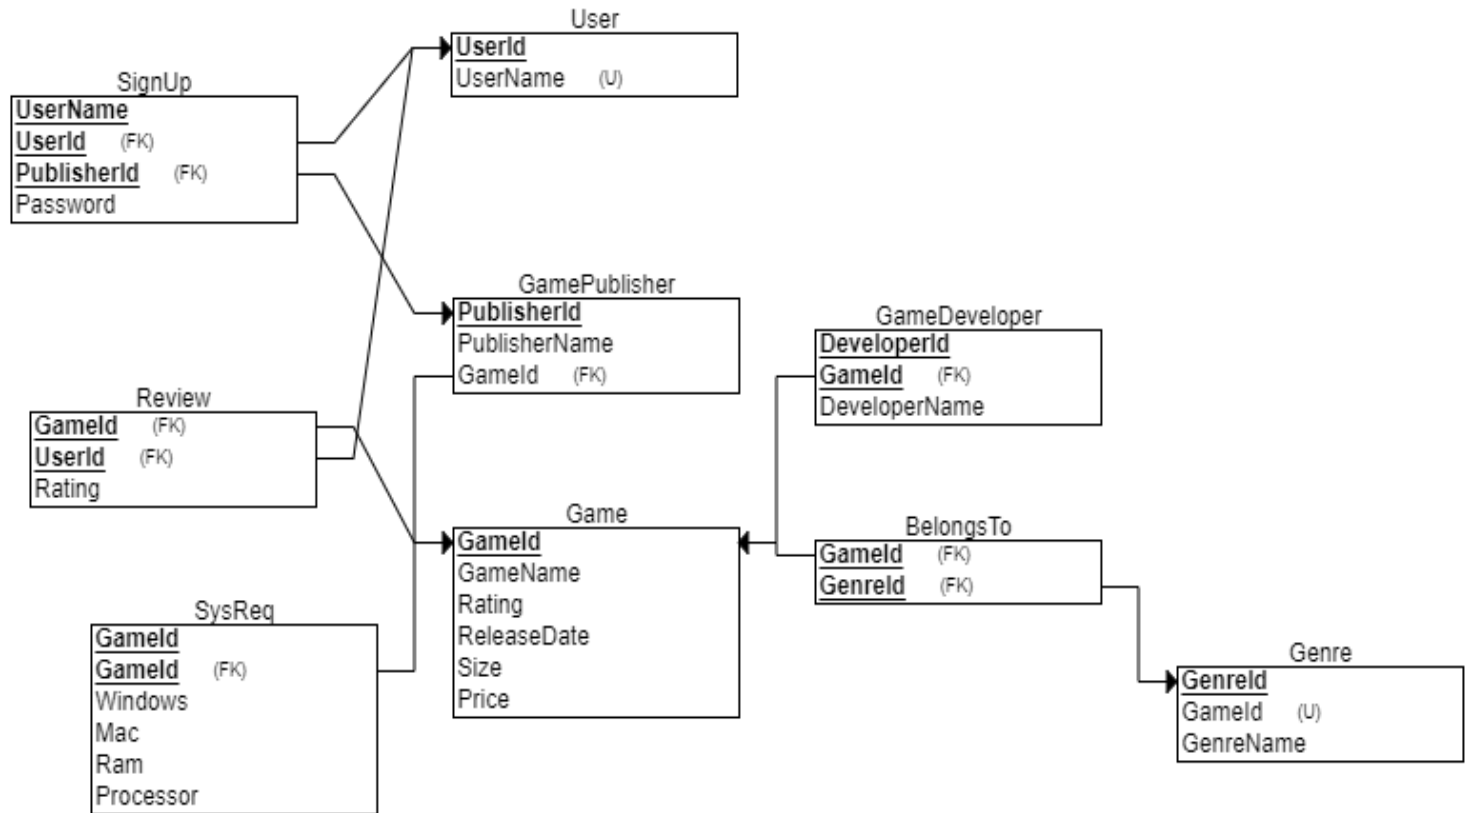 User
UserId
UserName (U)
SignUp
UserName
UserId (FK)
PublisherId (FK)
Password
GamePublisher
PublisherId
PublisherName
GameId (FK)
GameDeveloper
DeveloperId
GameId (FK)
DeveloperName
Review
GameId (FK)
UserId (FK)
Rating
Game
GameId
GameName
Rating
ReleaseDate
Size
Price
BelongsTo
GameId (FK)
GenreId (FK)
SysReq
GameId
GameId (FK)
Windows
Mac
Ram
Processor
Genre
GenreId
GameId (U)
GenreName